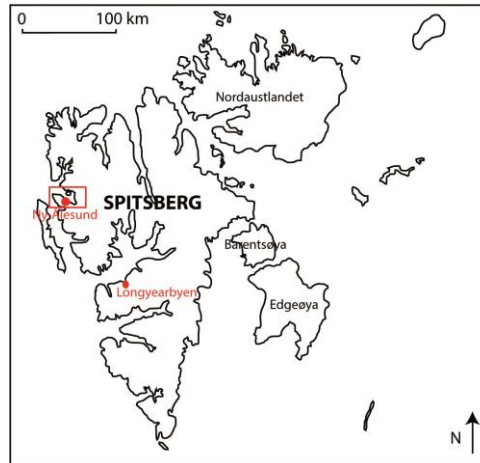 0 100 km
Nordaustlandet
SPITSBERG
Ny-Ålesund
Barentsøya
Longyearbyen
Edgeøya
N